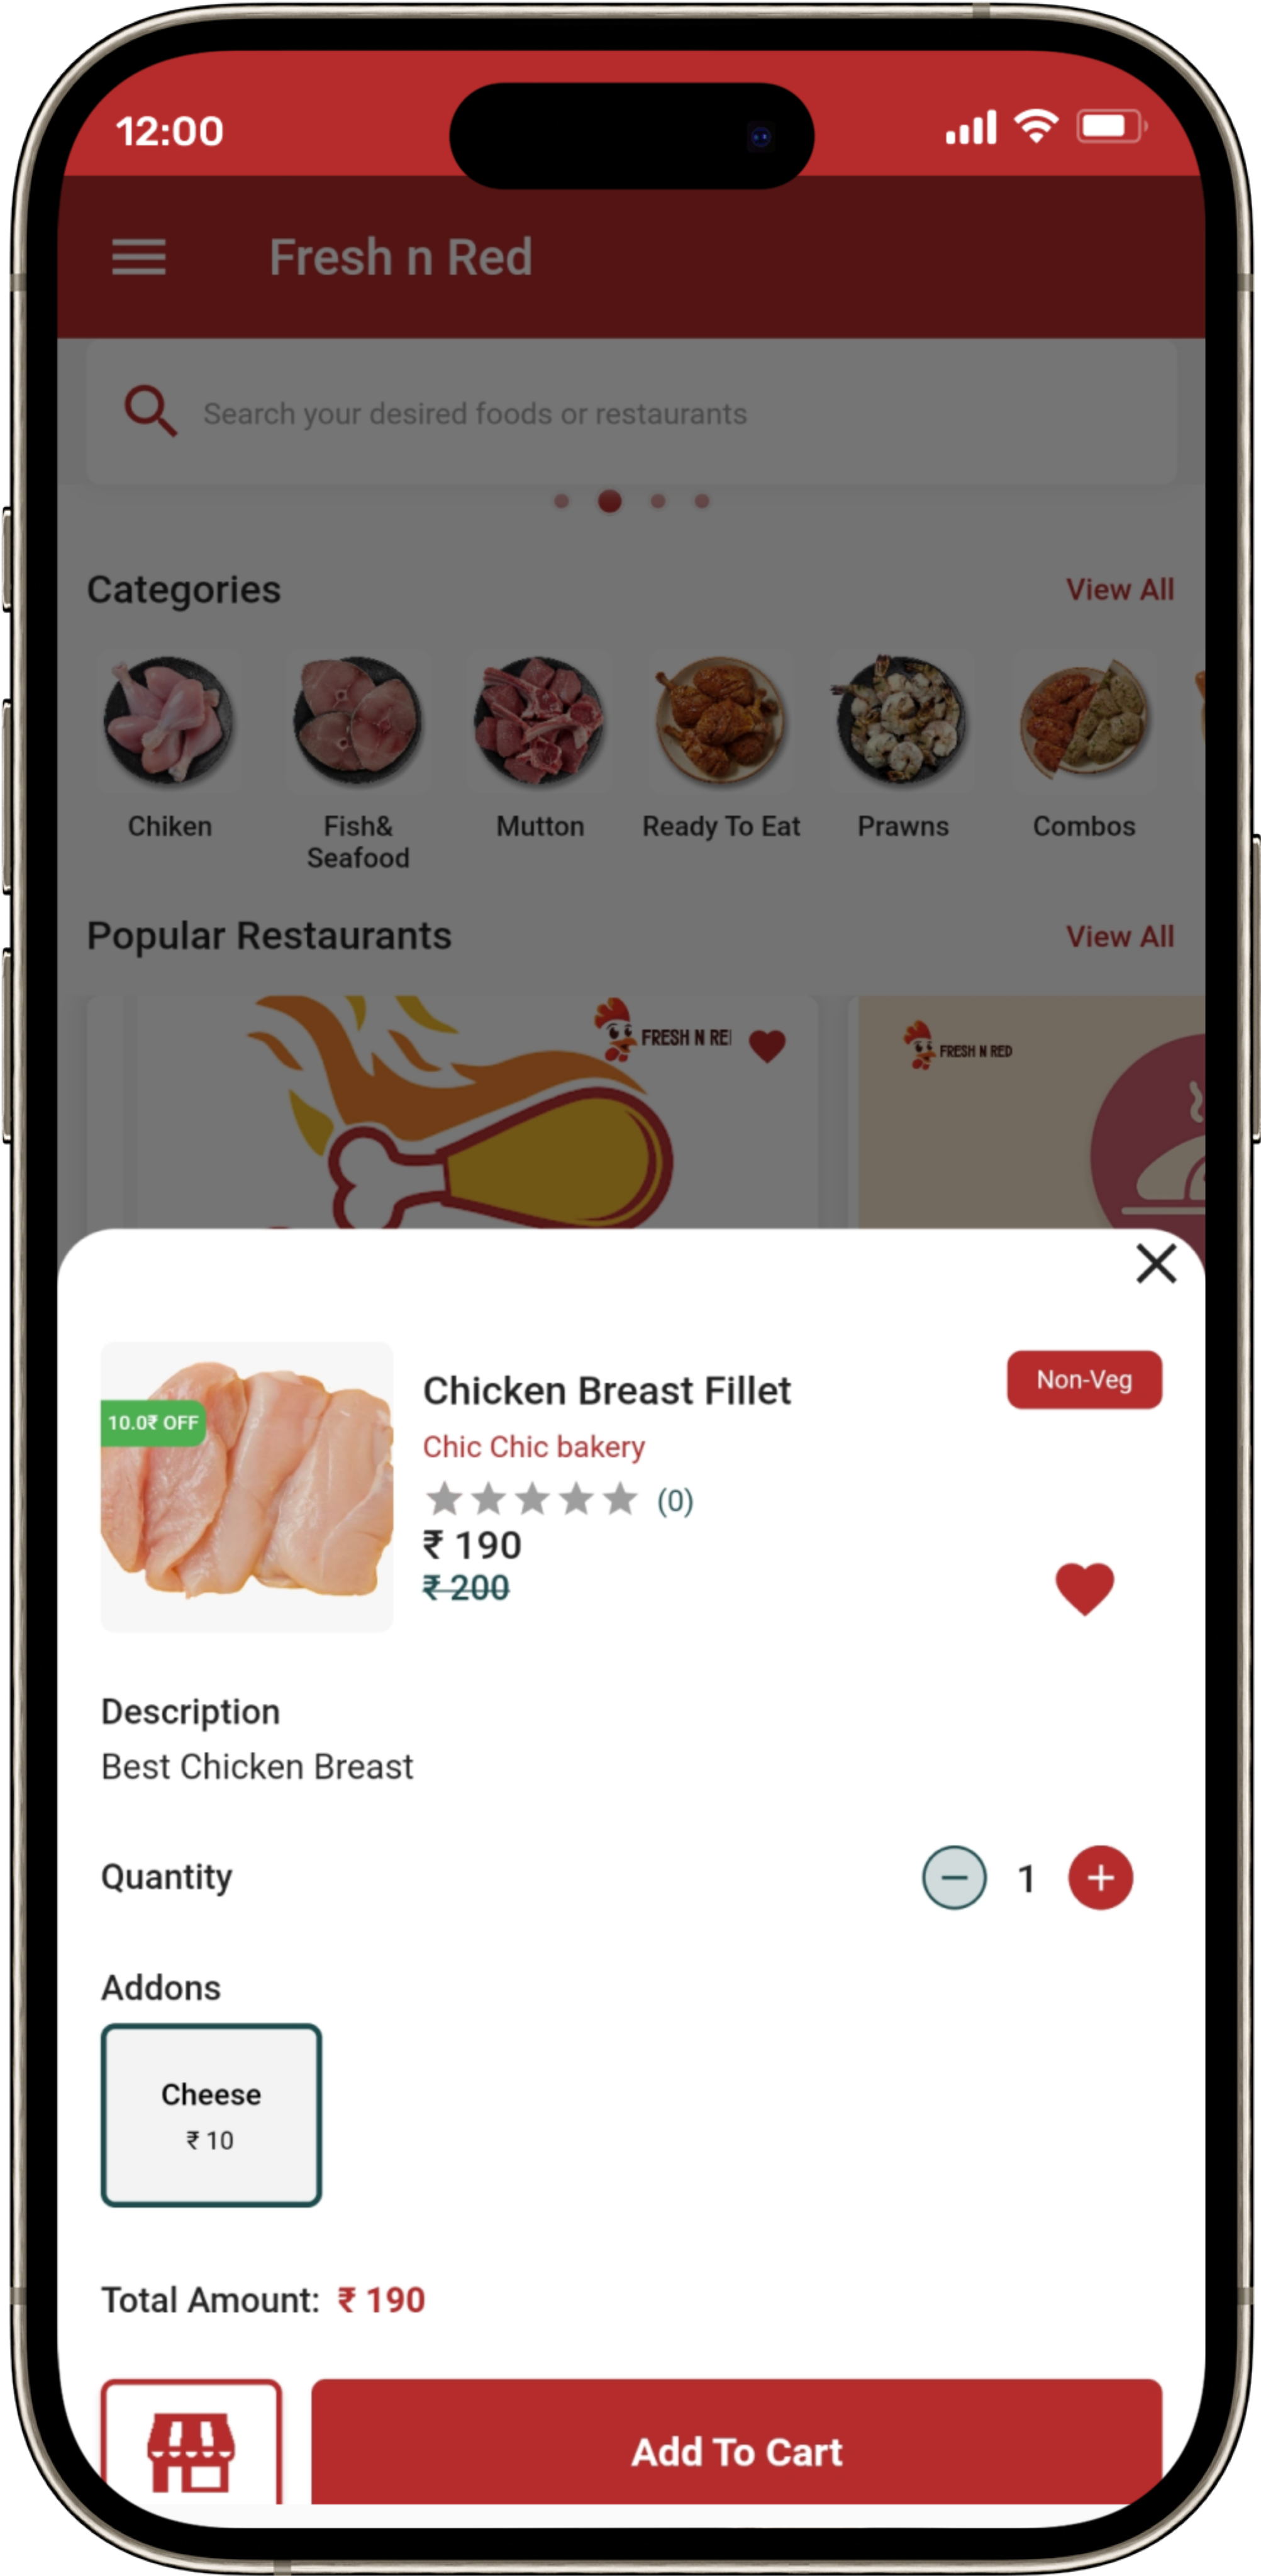 12:00
Fresh n Red
Search your desired foods or restaurants
Categories
View All
Chiken
Fish&
Seafood
Mutton
Ready To Eat
Prawns
Combos
Popular Restaurants
View All
FRESH N RE
FRESH N RED
Chicken Breast Fillet
Non-Veg
10.0₹ OFF
Chic Chic bakery
(0)
₹ 190
₹ 200
Description
Best Chicken Breast
Quantity
1
Addons
Cheese
₹ 10
Total Amount: ₹ 190
Add To Cart